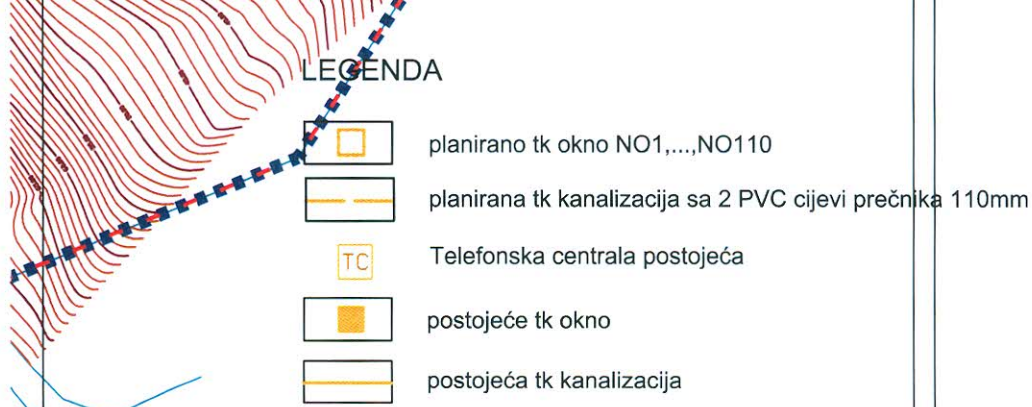 LEGENDA
planirano tk okno NO1,...,NO110
planirana tk kanalizacija sa 2 PVC cijevi prečnika 110mm
TC Telefonska centrala postojeća
postojeće tk okno
postojeća tk kanalizacija